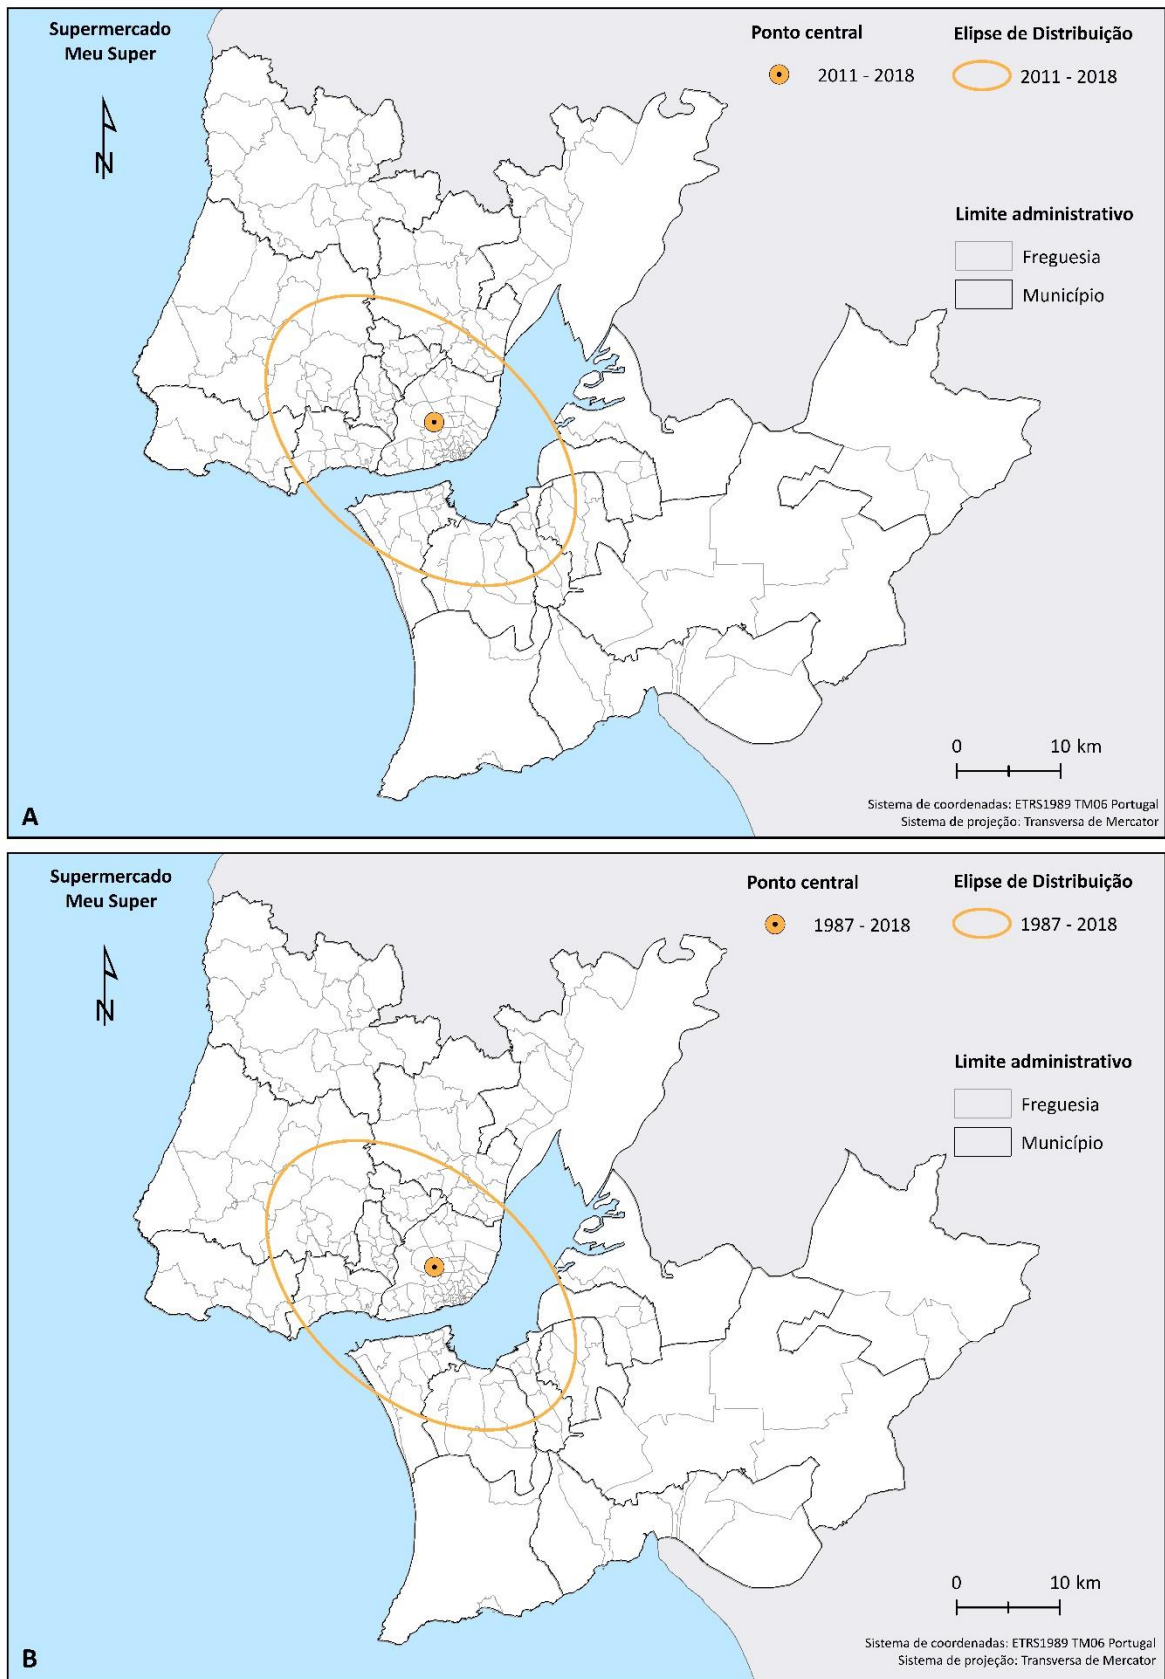 Supermercado
Meu Super
N
Ponto central
2011 - 2018
Elipse de Distribuição
2011 - 2018
Limite administrativo
Freguesia
Município
0 10 km
Sistema de coordenadas: ETRS1989 TM06 Portugal
Sistema de projeção: Transversa de Mercator
A
Supermercado
Meu Super
N
Ponto central
1987 - 2018
Elipse de Distribuição
1987 - 2018
Limite administrativo
Freguesia
Município
0 10 km
Sistema de coordenadas: ETRS1989 TM06 Portugal
Sistema de projeção: Transversa de Mercator
B